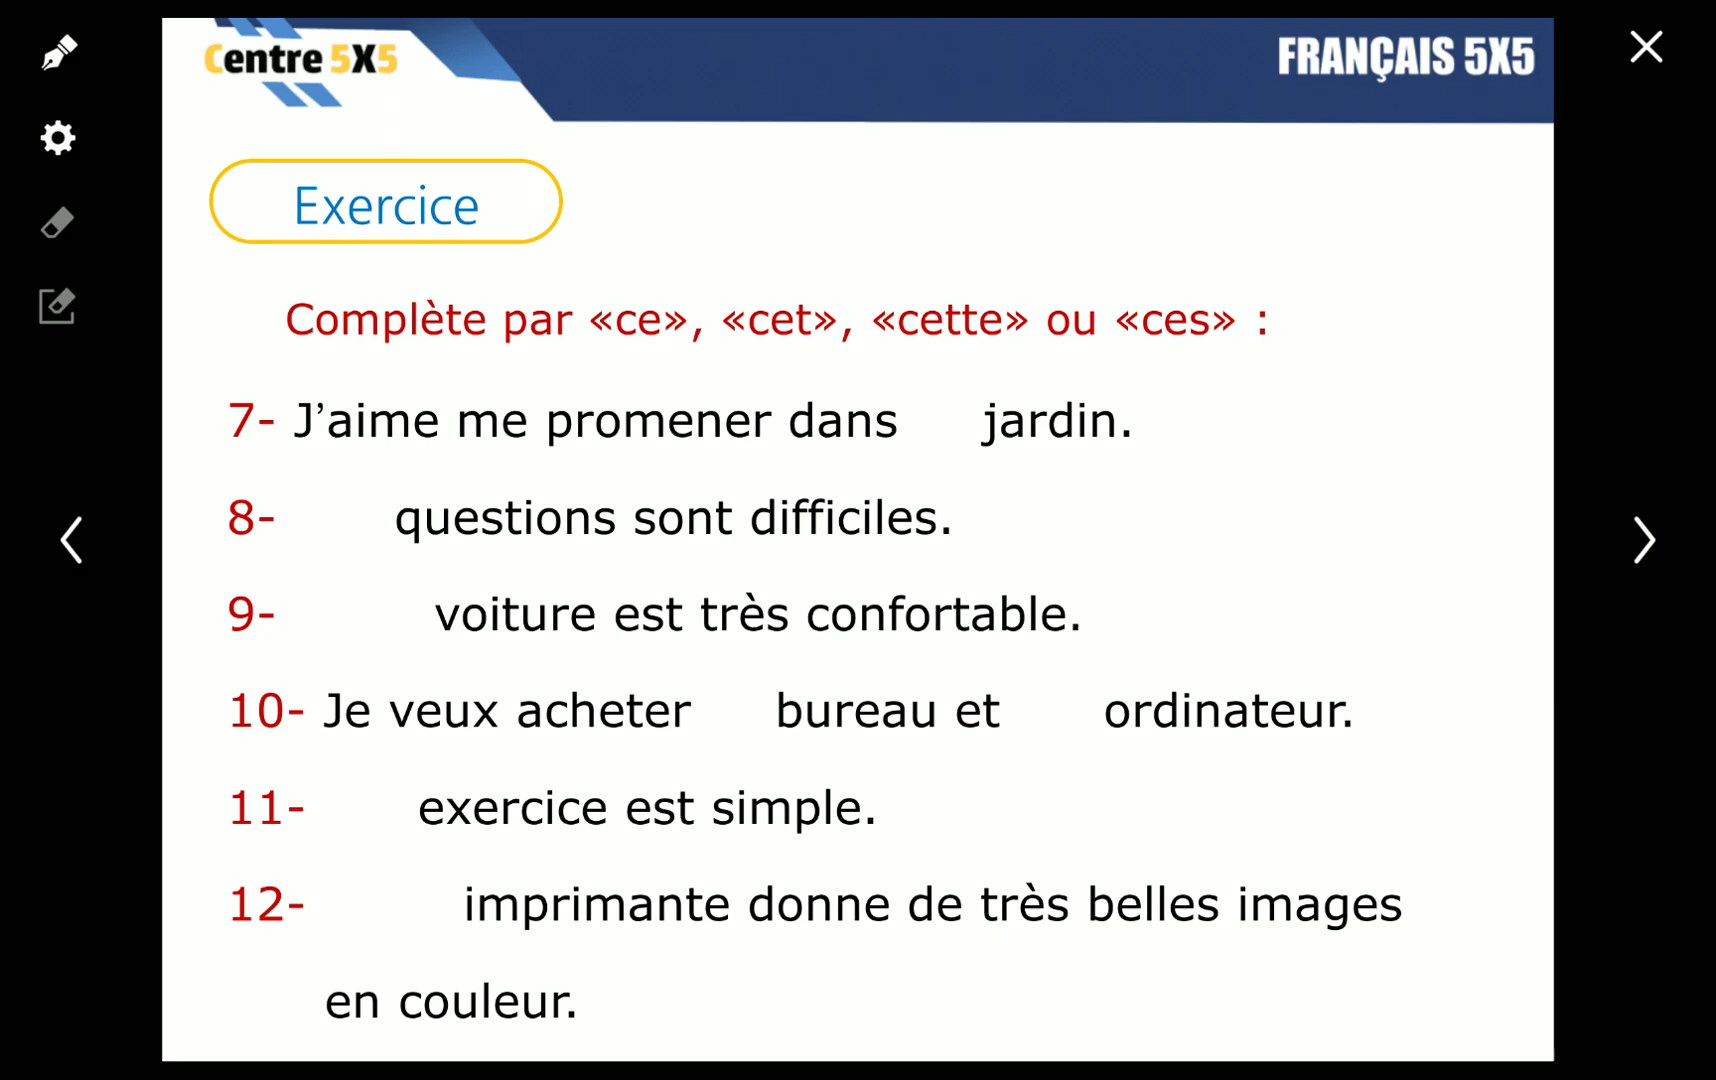 Centre 5X5
FRANÇAIS 5X5
Exercice
Complète par «ce», «cet», «cette» ou «ces» :
7- J’aime me promener dans jardin.
8- questions sont difficiles.
9- voiture est très confortable.
10- Je veux acheter bureau et ordinateur.
11- exercice est simple.
12- imprimante donne de très belles images
en couleur.